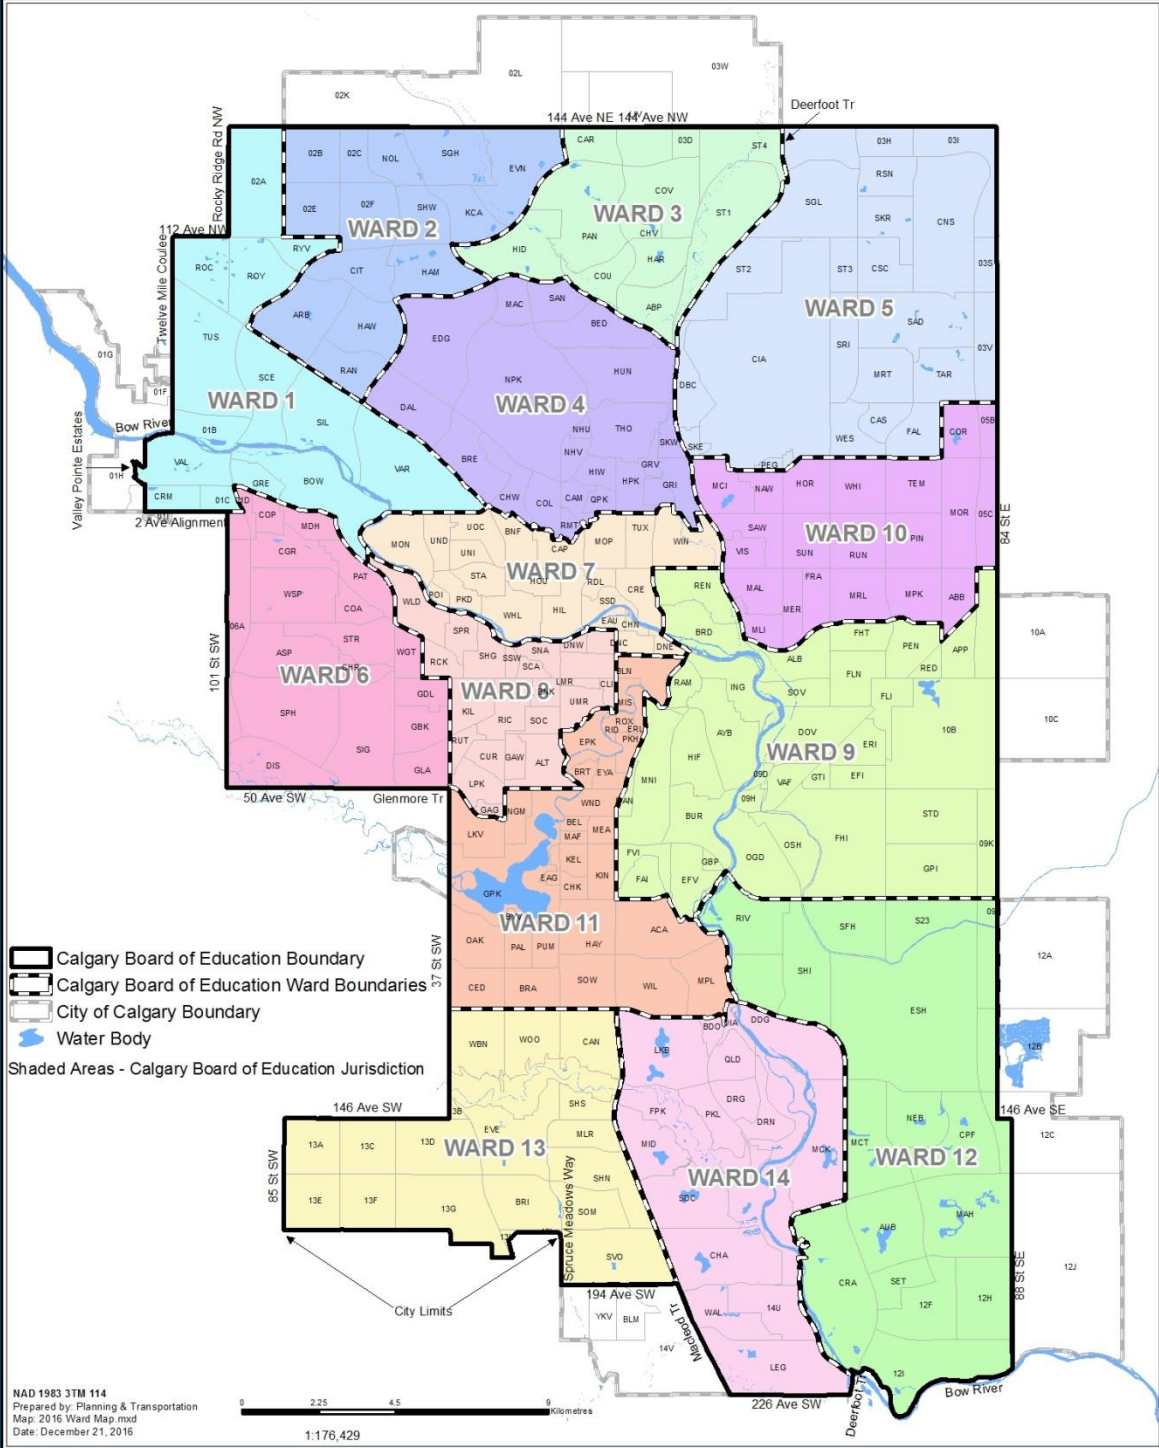 02L
03W
02K
Deerfoot Tr
144 Ave NE
144 Ave NW
Rocky Ridge Rd NW
CAR
03D
ST4
03H
03I
02B
02C
NOL
SGH
EVN
RSN
02A
02E
02F
SHW
KCA
COV
ST1
SGL
SKR
CNS
WARD 2
WARD 3
112 Ave NW
RYV
HID
PAN
CHV
HAR
Twelve Mile Coulee
ROC
ROY
CIT
HAM
COU
ST2
ST3
CSC
03S
ARB
HAW
MAC
SAN
BED
ABP
WARD 5
SAD
TUS
EDG
SRI
03V
01G
RAN
HUN
CIA
MRT
TAR
SCE
NPK
DBC
01F
WARD 1
DAL
WARD 4
Bow River
01B
SIL
NHU
THO
CAS
FAL
COR
05B
Valley Pointe Estates
VAL
VAR
BRE
NHV
SKW
SKE
WES
PEG
01H
HIW
GRV
CRM
01C
GRE
BOW
CHW
COL
CAM
QPK
HPK
GRI
MCI
NAW
HOR
WHI
TEM
MOR
05C
2 Ave Alignment
COP
MDH
UOC
BNF
RMT
TUX
SAW
WARD 10
84 St E
CGR
MON
UND
UNI
CAP
MOP
WIN
VIS
SUN
RUN
PIN
PAT
STA
WARD 7
HOU
RDL
CRE
REN
MAL
FRA
MRL
MPK
ABB
WSP
COA
WLD
POI
PKD
WHL
HIL
SSD
MER
06A
STR
SPR
EAU
CHN
BRD
MLI
10A
101 St SW
ASP
CHR
WGT
RCK
SHG
SSW
SNA
DNW
DNC
DNE
ALB
FHT
PEN
APP
WARD 6
SCA
LMR
CLI
BLN
RAM
ING
SOV
FLN
RED
GDL
WARD 8
BNK
UMR
MIS
FLI
SPH
GBK
KIL
RIC
SOC
ROX
RID
ERL
PKH
AYB
DOV
10B
10C
SIG
RUT
EPK
HIF
WARD 9
ERI
DIS
GLA
CUR
GAW
ALT
BRT
EYA
MNI
09D
VAF
GTI
EFI
50 Ave SW
Glenmore Tr
LPK
GAG
NGM
WND
09H
BUR
STD
LKV
BEL
MAF
MEA
OSH
FHI
09K
KEL
FVI
GBP
OGD
GPI
GPK
EAG
CHK
KIN
FAI
EFV
WARD 11
ACA
RIV
SFH
S23
37 St SW
OAK
PAL
PUM
HAY
12A
CED
BRA
SOW
WIL
MPL
SHI
Calgary Board of Education Boundary
Calgary Board of Education Ward Boundaries
City of Calgary Boundary
Water Body
Shaded Areas - Calgary Board of Education Jurisdiction
ESH
WBN
WOO
CAN
BDO
DIA
DDG
LKB
QLD
12B
146 Ave SW
SHS
FPK
PKL
DRG
DRN
NEB
CPF
146 Ave SE
13A
13C
13D
EVE
MLR
MID
MCK
MCT
12C
WARD 13
WARD 12
85 St SW
SHN
WARD 14
13E
13F
13G
BRI
SOM
SDC
AUB
MAH
Spruce Meadows Way
SVO
CHA
CRA
SET
88 St SE
12J
194 Ave SW
12F
12H
City Limits
YKV
BLM
WAL
14U
Macleod Tr
14V
LEG
12I
226 Ave SW
Deerfoot Tr
Bow River
NAD 1983 3TM 114
Prepared by: Planning & Transportation
Map: 2016 Ward Map.mxd
Date: December 21, 2016
0 2.25 4.5 9
Kilometres
1:176,429